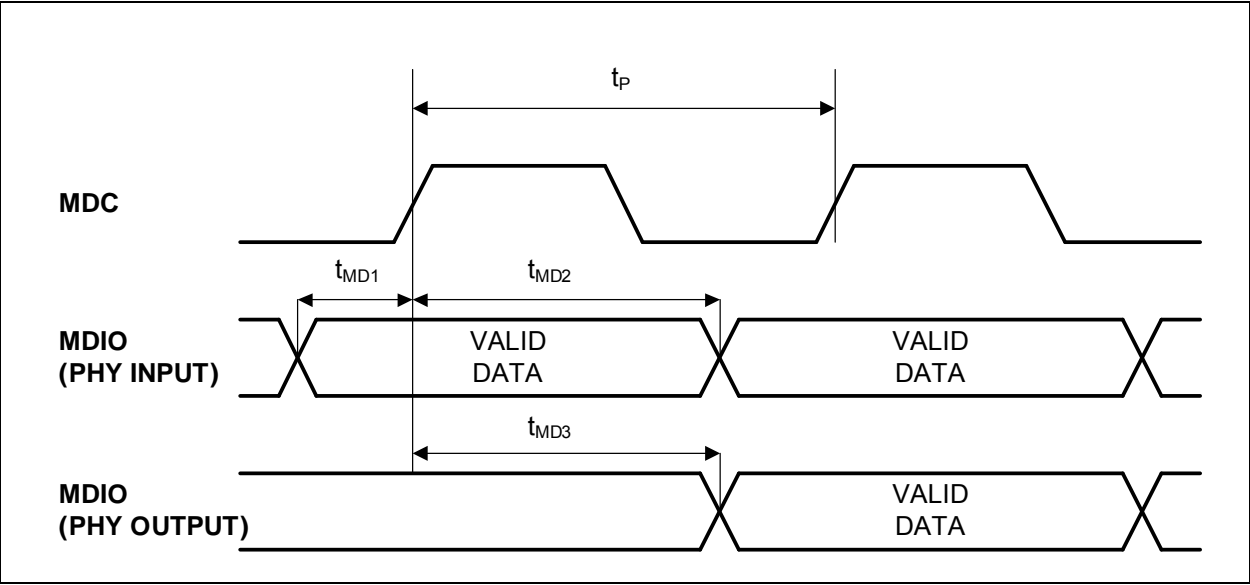 tP
MDC
tMD1 tMD2
MDIO
(PHY INPUT)
VALID
DATA
VALID
DATA
tMD3
MDIO
(PHY OUTPUT)
VALID
DATA